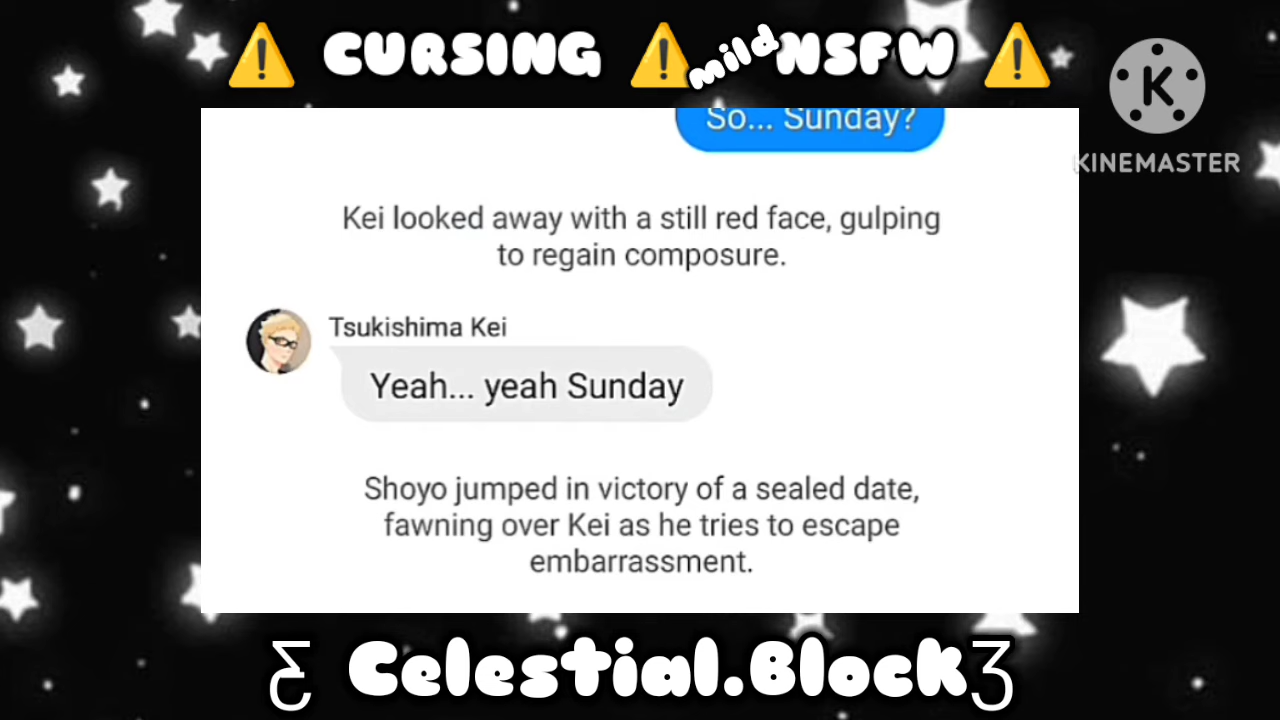 ⚠️ CURSING ⚠️ mild NSFW ⚠️
K
KINEMASTER
So... Sunday?
Kei looked away with a still red face, gulping
to regain composure.
Tsukishima Kei
Yeah... yeah Sunday
Shoyo jumped in victory of a sealed date,
fawning over Kei as he tries to escape
embarrassment.
Ƹ Celestial.Block Ʒ